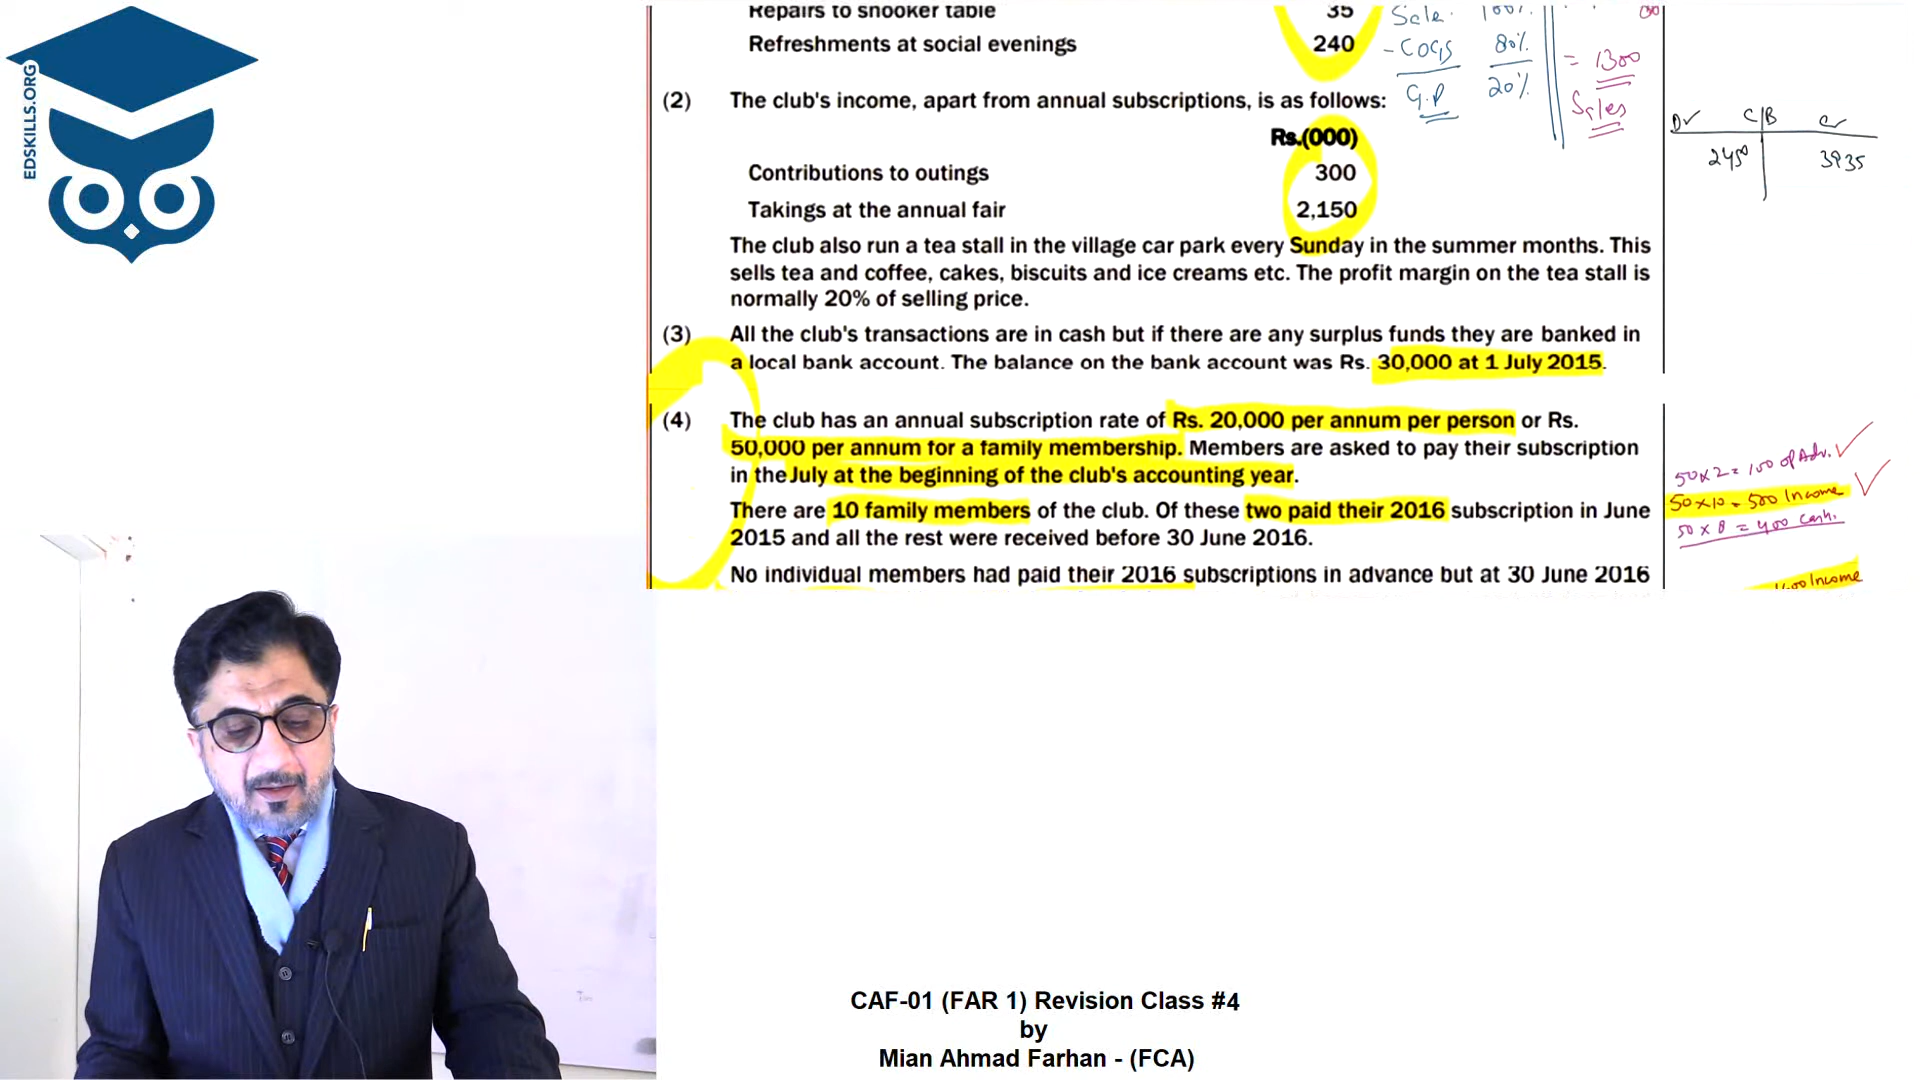 EDSKILLS.ORG
Repairs to snooker table 35
Refreshments at social evenings 240
Sale 100%
- COGS 80%
G.P 20%
= 1300
Sales
(2) The club's income, apart from annual subscriptions, is as follows:
Rs.(000)
Contributions to outings 300
Takings at the annual fair 2,150
Dr C/B Cr
2450 3935
The club also run a tea stall in the village car park every Sunday in the summer months. This
sells tea and coffee, cakes, biscuits and ice creams etc. The profit margin on the tea stall is
normally 20% of selling price.
(3) All the club's transactions are in cash but if there are any surplus funds they are banked in
a local bank account. The balance on the bank account was Rs. 30,000 at 1 July 2015.
(4) The club has an annual subscription rate of Rs. 20,000 per annum per person or Rs.
50,000 per annum for a family membership. Members are asked to pay their subscription
in the July at the beginning of the club's accounting year.
There are 10 family members of the club. Of these two paid their 2016 subscription in June
2015 and all the rest were received before 30 June 2016.
No individual members had paid their 2016 subscriptions in advance but at 30 June 2016
50x2 = 100 op Adv.
50x10 = 500 Income
50x8 = 400 cash.
Income
CAF-01 (FAR 1) Revision Class #4
by
Mian Ahmad Farhan - (FCA)